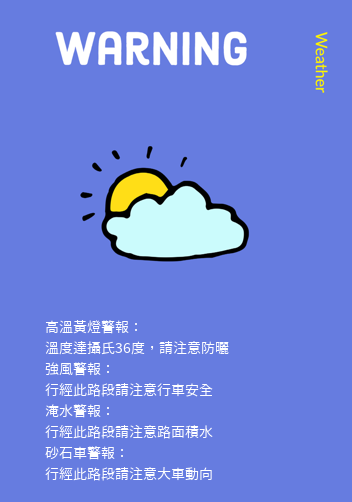 WARNING
Weather
高溫黃燈警報：
溫度達攝氏36度，請注意防曬
強風警報：
行經此路段請注意行車安全
淹水警報：
行經此路段請注意路面積水
砂石車警報：
行經此路段請注意大車動向